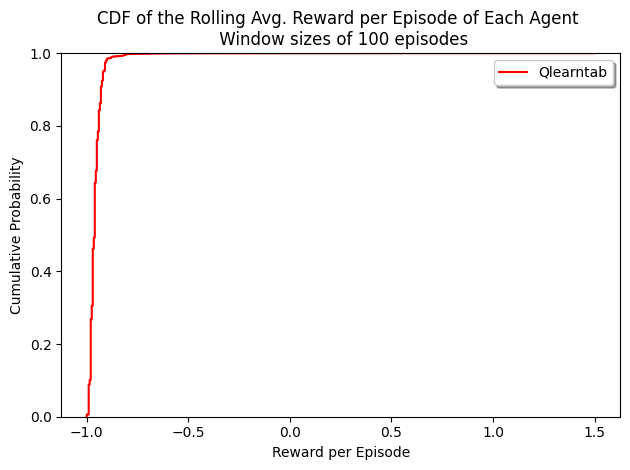 CDF of the Rolling Avg. Reward per Episode of Each Agent
Window sizes of 100 episodes
Qlearntab
Cumulative Probability
1.0
0.8
0.6
0.4
0.2
0.0
−1.0 −0.5 0.0 0.5 1.0 1.5
Reward per Episode